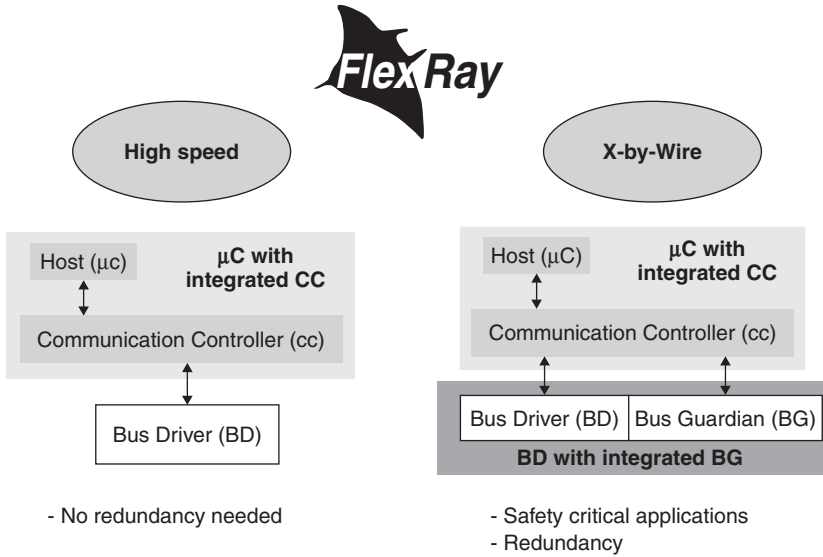 FlexRay
High speed
Host (μc)
μC with
integrated CC
Communication Controller (cc)
Bus Driver (BD)
- No redundancy needed
X-by-Wire
Host (μC)
μC with
integrated CC
Communication Controller (cc)
Bus Driver (BD)
Bus Guardian (BG)
BD with integrated BG
- Safety critical applications
- Redundancy